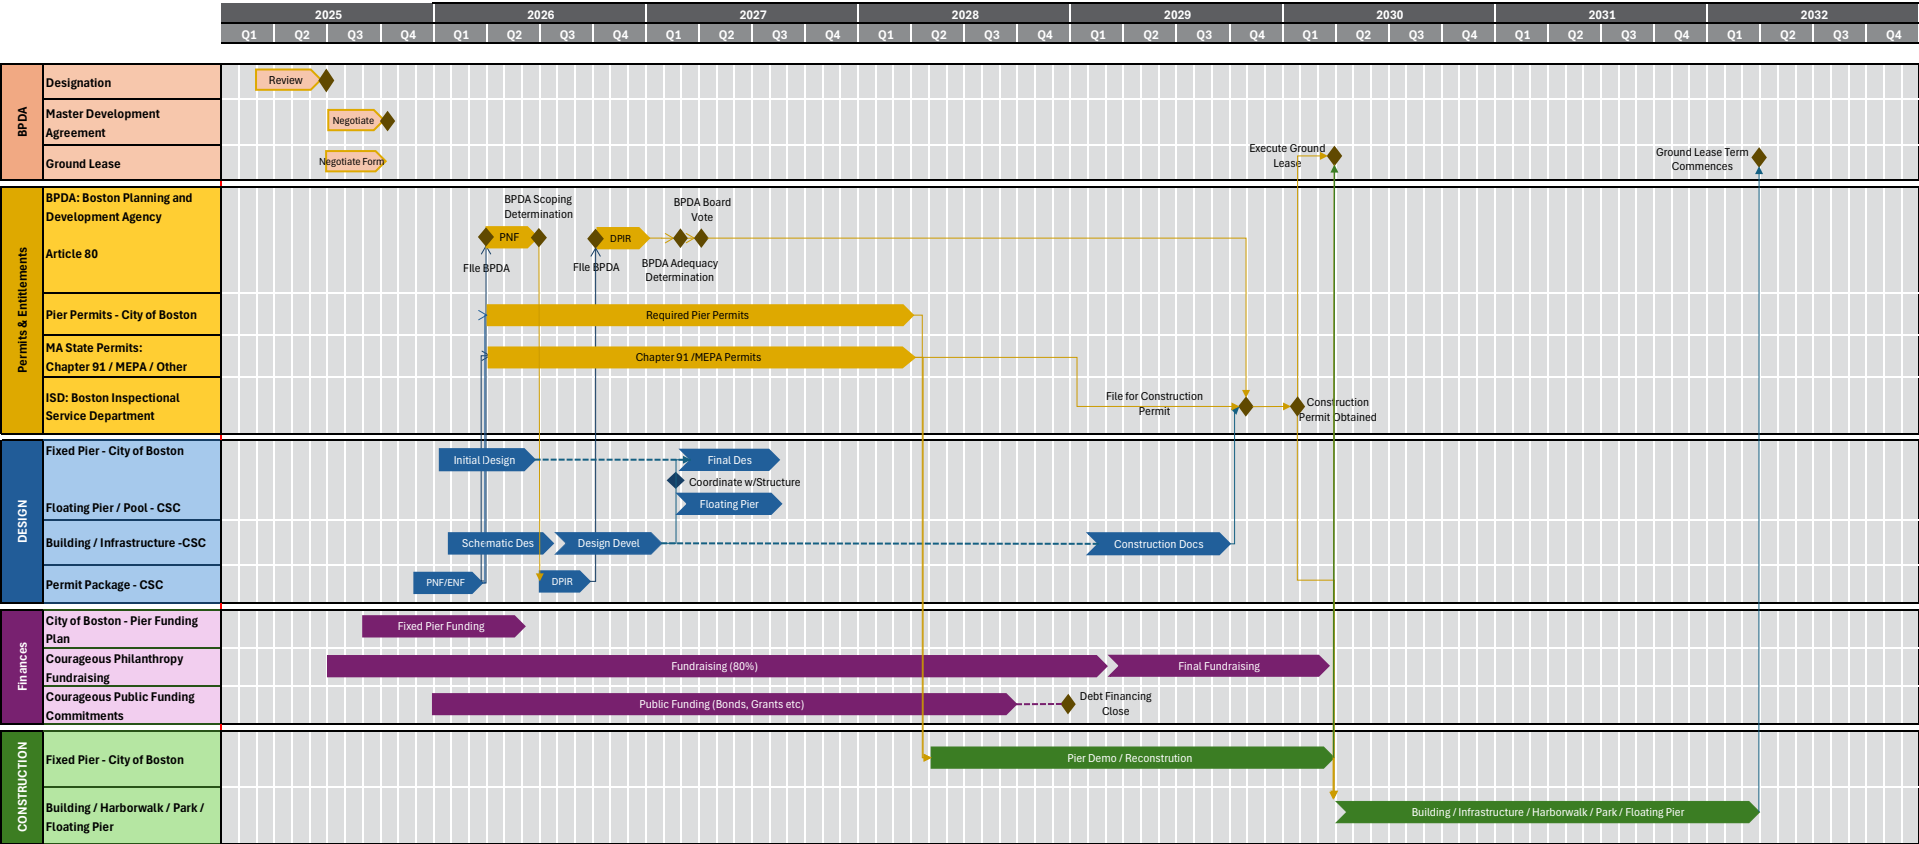 2025 2026 2027 2028 2029 2030 2031 2032
Q1 Q2 Q3 Q4 Q1 Q2 Q3 Q4 Q1 Q2 Q3 Q4 Q1 Q2 Q3 Q4 Q1 Q2 Q3 Q4 Q1 Q2 Q3 Q4 Q1 Q2 Q3 Q4 Q1 Q2 Q3 Q4
BPDA
Designation
Review
Master Development
Agreement
Negotiate
Ground Lease
Negotiate Form
Execute Ground
Lease
Ground Lease Term
Commences
Permits & Entitlements
BPDA: Boston Planning and
Development Agency
Article 80
BPDA Scoping
Determination
BPDA Board
Vote
PNF
DPIR
FIle BPDA
FIle BPDA
BPDA Adequacy
Determination
Pier Permits - City of Boston
Required Pier Permits
MA State Permits:
Chapter 91 / MEPA / Other
Chapter 91 /MEPA Permits
ISD: Boston Inspectional
Service Department
File for Construction
Permit
Construction
Permit Obtained
DESIGN
Fixed Pier - City of Boston
Initial Design
Final Des
Coordinate w/Structure
Floating Pier / Pool - CSC
Floating Pier
Building / Infrastructure -CSC
Schematic Des
Design Devel
Construction Docs
Permit Package - CSC
PNF/ENF
DPIR
Finances
City of Boston - Pier Funding
Plan
Fixed Pier Funding
Courageous Philanthropy
Fundraising
Fundraising (80%)
Final Fundraising
Courageous Public Funding
Commitments
Public Funding (Bonds, Grants etc)
Debt Financing
Close
CONSTRUCTION
Fixed Pier - City of Boston
Pier Demo / Reconstrution
Building / Harborwalk / Park /
Floating Pier
Building / Infrastructure / Harborwalk / Park / Floating Pier